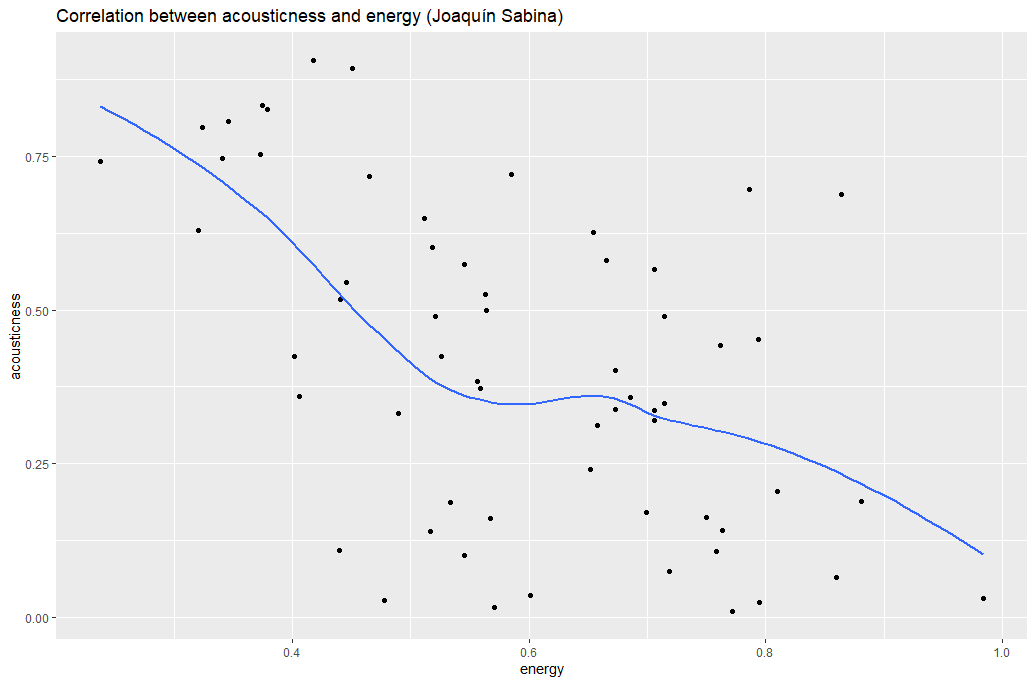 Correlation between acousticness and energy (Joaquín Sabina)
acousticness
0.75
0.50
0.25
0.00
0.4 0.6 0.8 1.0
energy